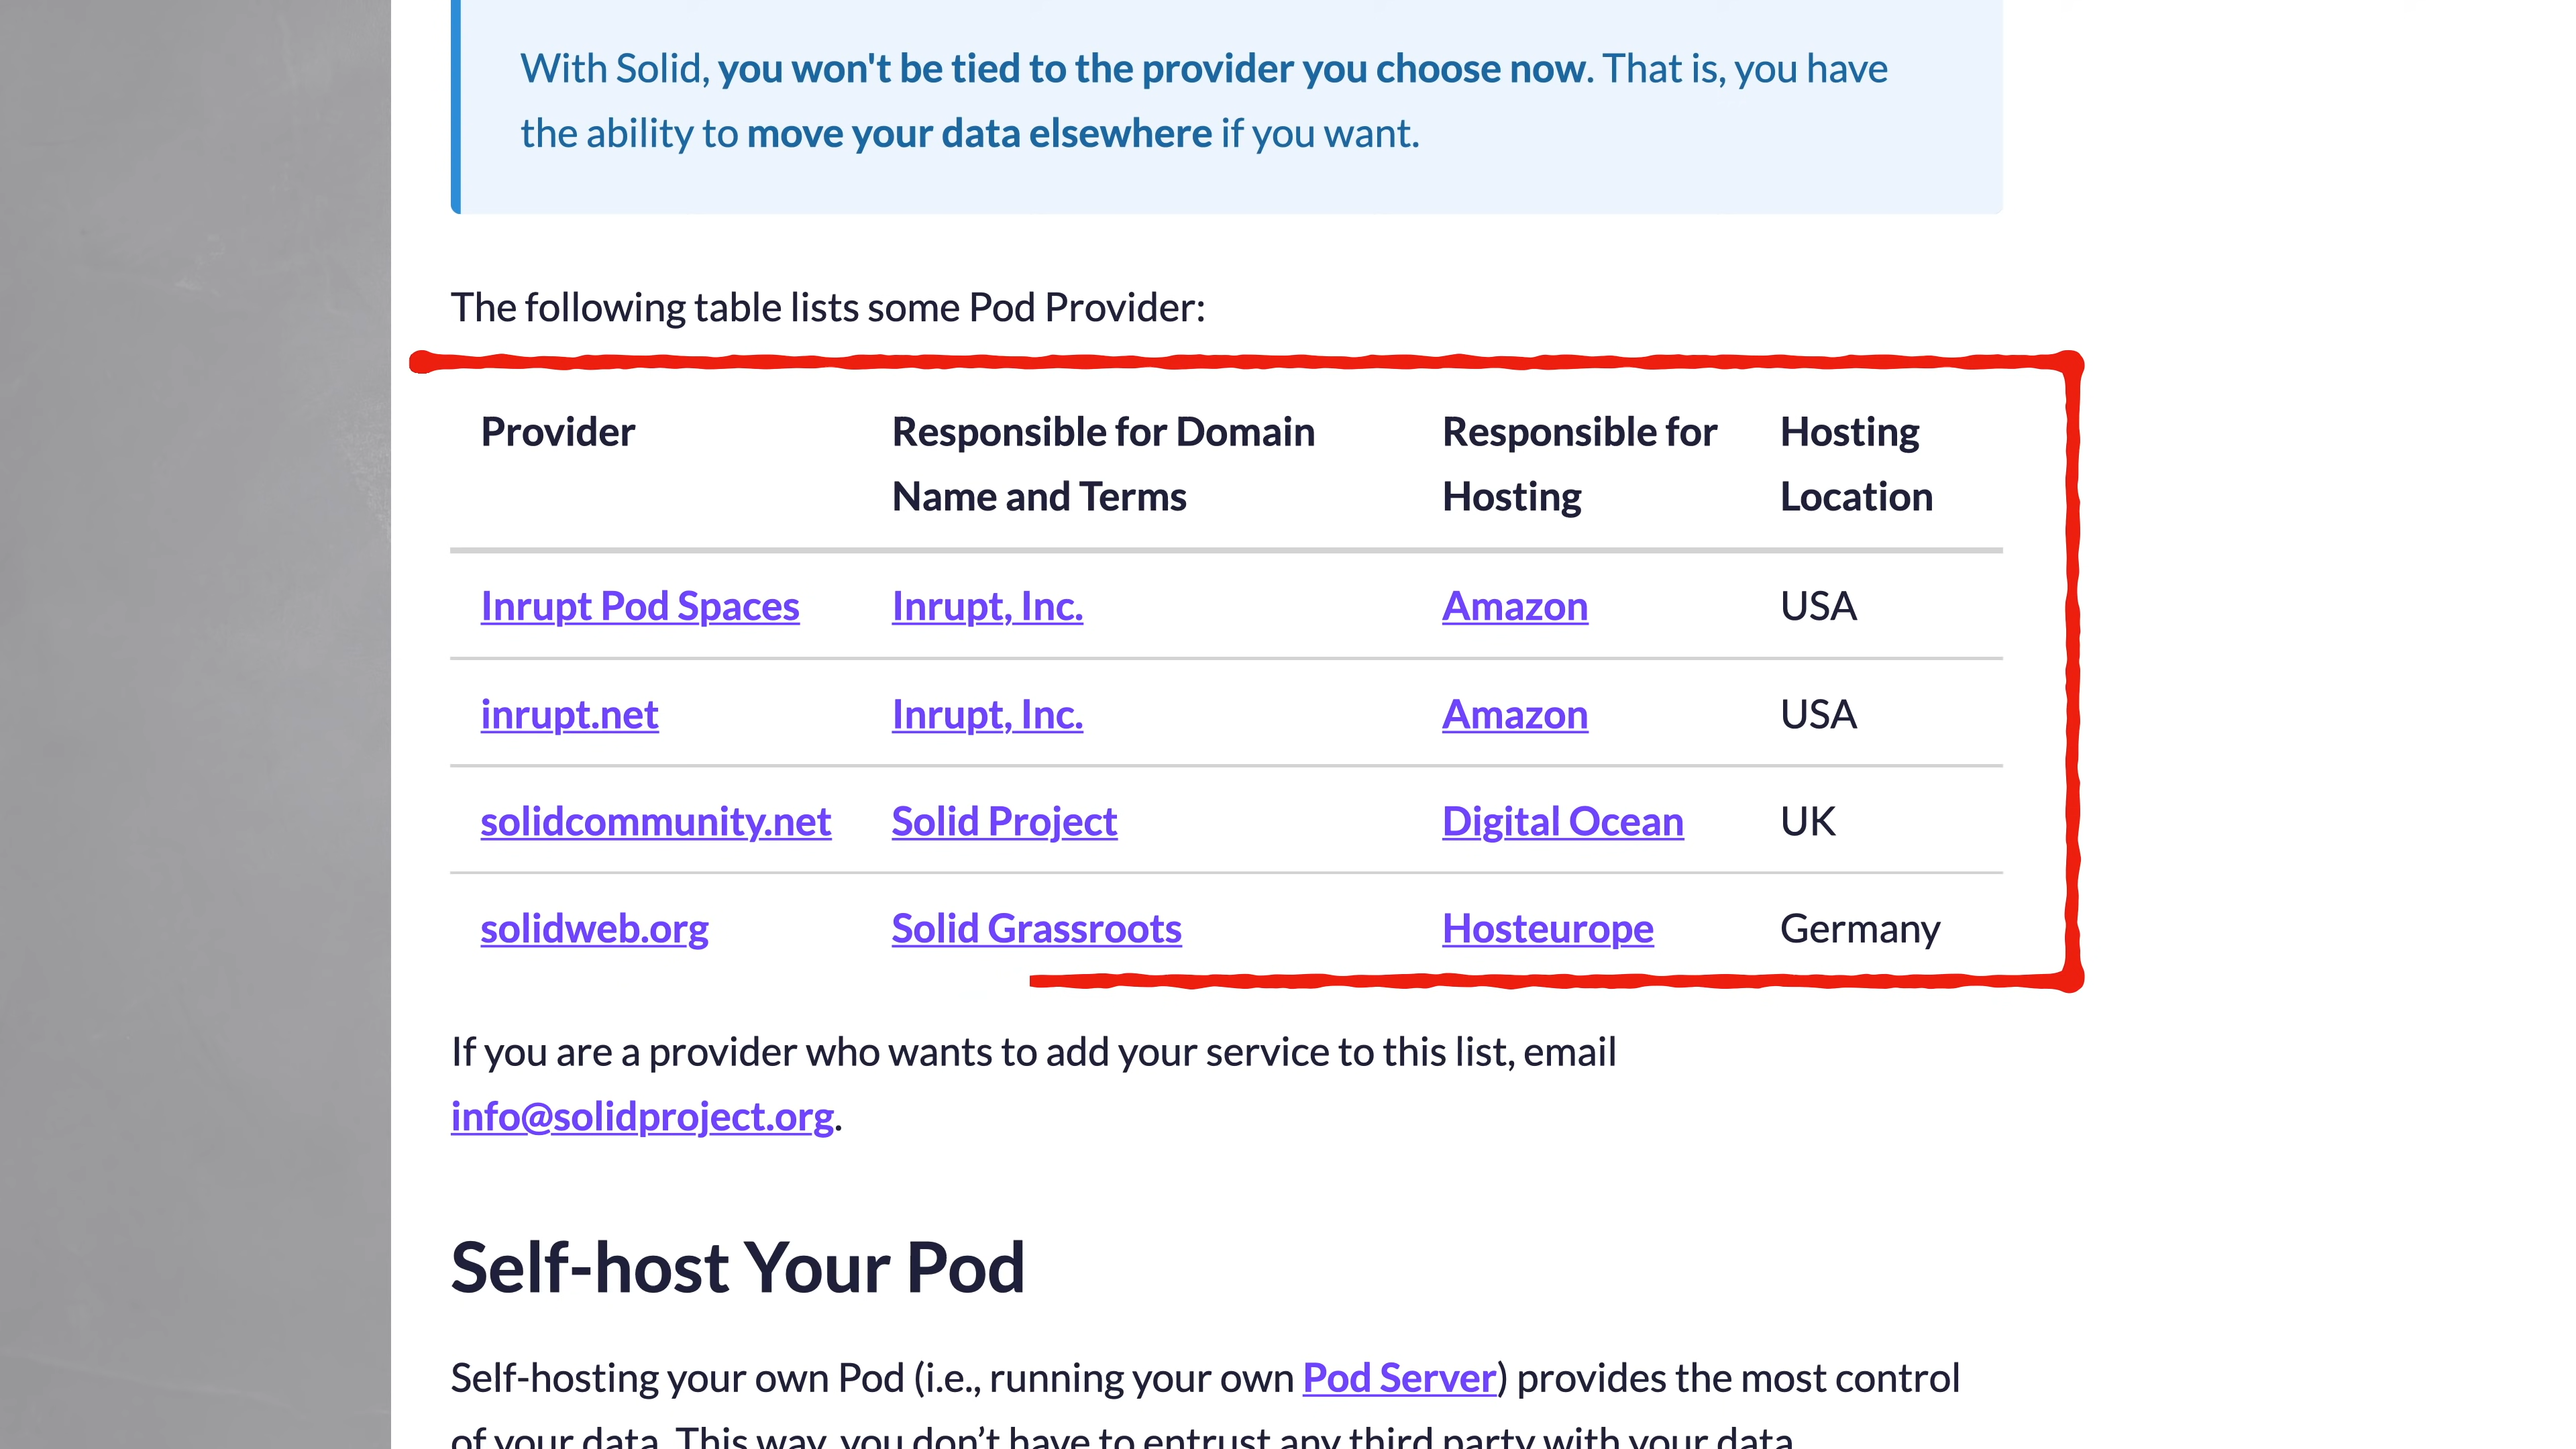 With Solid, you won't be tied to the provider you choose now. That is, you have
the ability to move your data elsewhere if you want.
The following table lists some Pod Provider:
Provider Responsible for Domain Name and Terms Responsible for Hosting Hosting Location
Inrupt Pod Spaces Inrupt, Inc. Amazon USA
inrupt.net Inrupt, Inc. Amazon USA
solidcommunity.net Solid Project Digital Ocean UK
solidweb.org Solid Grassroots Hosteurope Germany
If you are a provider who wants to add your service to this list, email
info@solidproject.org.
Self-host Your Pod
Self-hosting your own Pod (i.e., running your own Pod Server) provides the most control
of your data. This way, you don’t have to entrust any third party with your data.